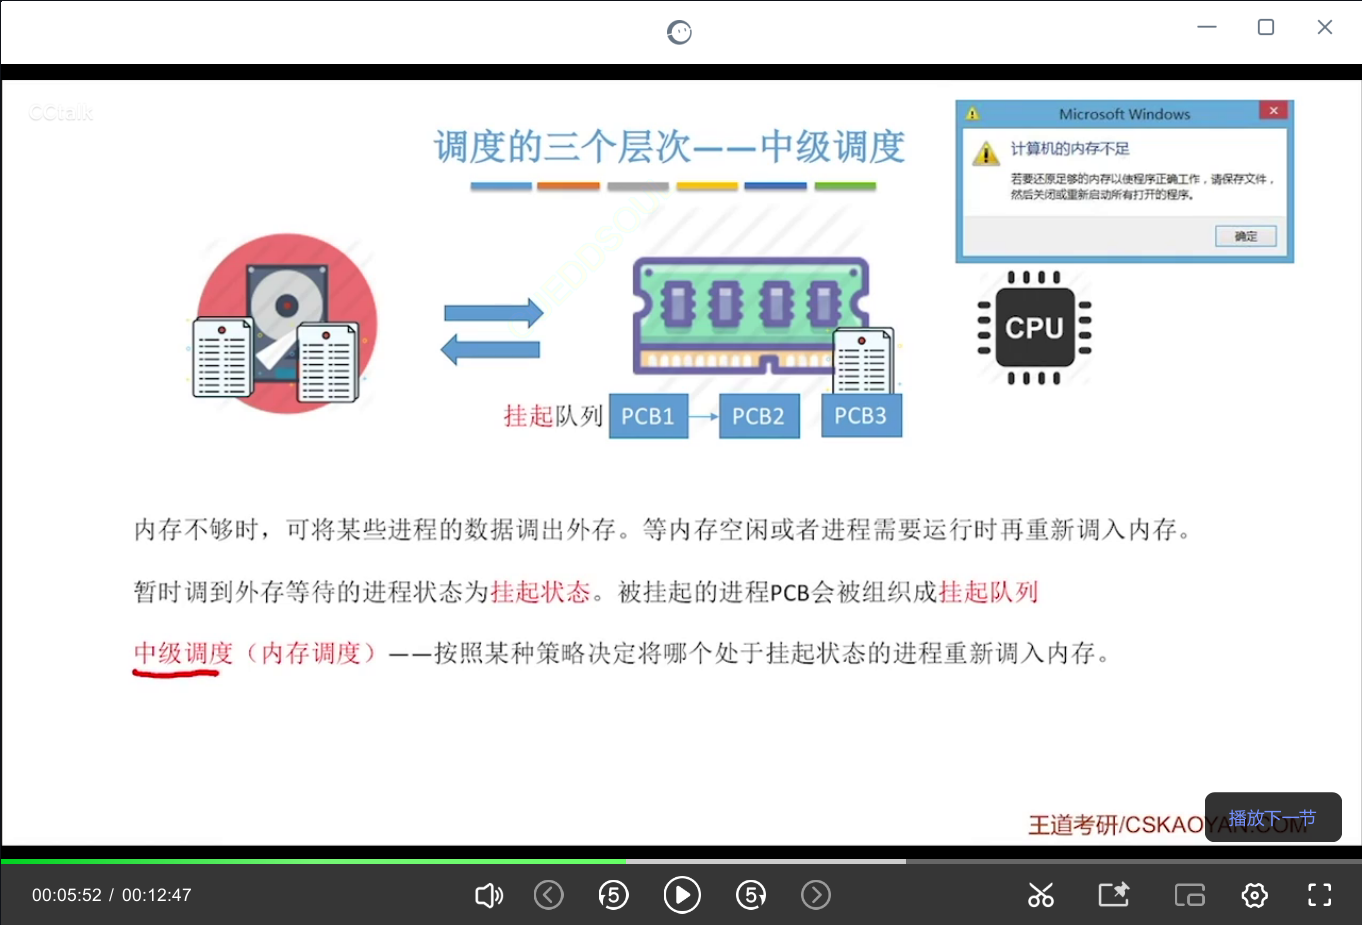 CCtalk
调度的三个层次——中级调度
Microsoft Windows
计算机的内存不足
若要还原足够的内存以使程序正确工作，请保存文件，
然后关闭或重新启动所有打开的程序。
确定
CPU
挂起队列 PCB1 PCB2 PCB3
内存不够时，可将某些进程的数据调出外存。等内存空闲或者进程需要运行时再重新调入内存。
暂时调到外存等待的进程状态为挂起状态。被挂起的进程PCB会被组织成挂起队列
中级调度（内存调度）——按照某种策略决定将哪个处于挂起状态的进程重新调入内存。
王道考研/CSKAOYAN.COM
播放下一节
00:05:52 / 00:12:47
5 5